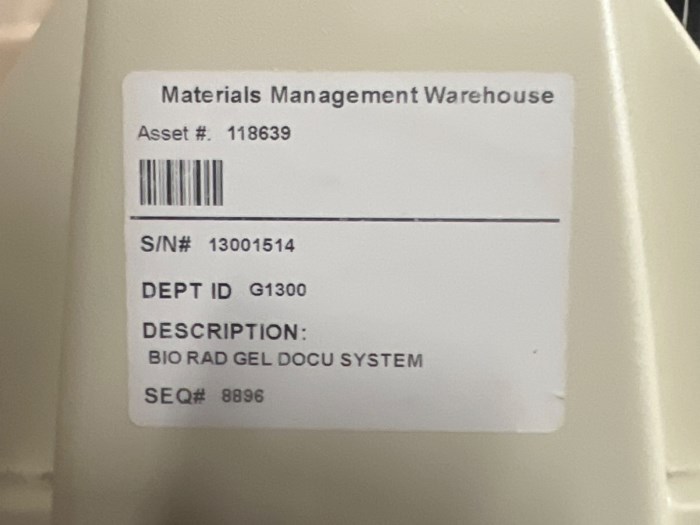 Materials Management Warehouse
Asset #. 118639
S/N# 13001514
DEPT ID G1300
DESCRIPTION:
BIO RAD GEL DOCU SYSTEM
SEQ# 8896